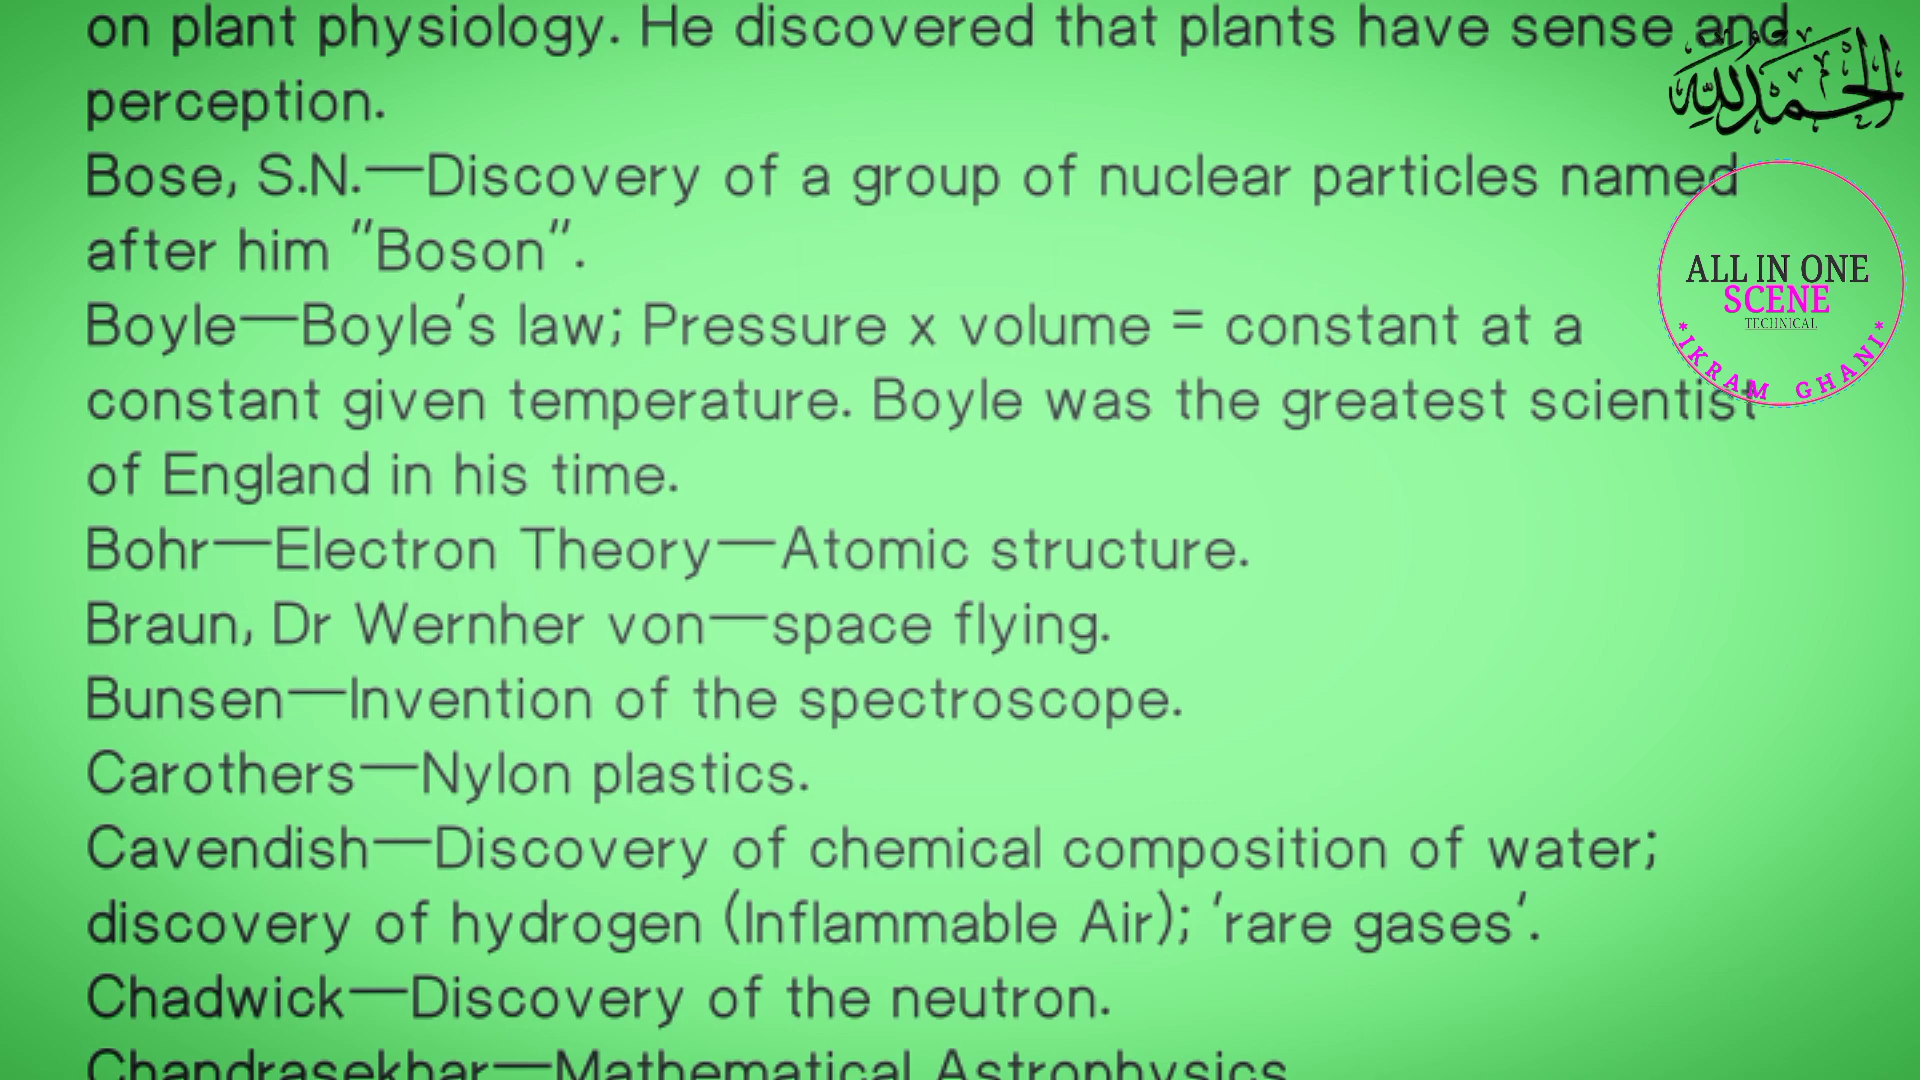 on plant physiology. He discovered that plants have sense and
perception.
Bose, S.N.—Discovery of a group of nuclear particles named
after him "Boson".
Boyle—Boyle's law; Pressure x volume = constant at a
constant given temperature. Boyle was the greatest scientist
of England in his time.
Bohr—Electron Theory—Atomic structure.
Braun, Dr Wernher von—space flying.
Bunsen—Invention of the spectroscope.
Carothers—Nylon plastics.
Cavendish—Discovery of chemical composition of water;
discovery of hydrogen (Inflammable Air); 'rare gases'.
Chadwick—Discovery of the neutron.
Chandrasekhar—Mathematical Astrophysics
الحمد لله
ALL IN ONE
SCENE
TECHNICAL
*IKRAM GHANI*